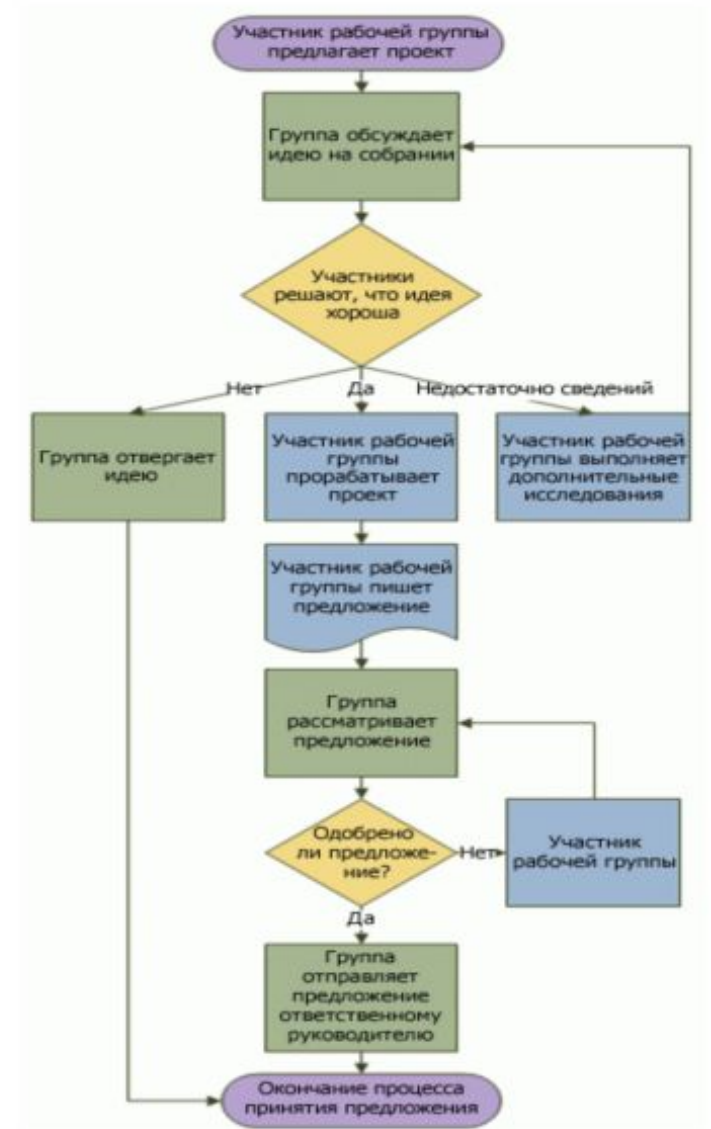 Участник рабочей группы
предлагает проект
Группа обсуждает
идею на собрании
Участники
решают, что идея
хороша
Нет
Да
Недостаточно сведений
Группа отвергает
идею
Участник рабочей
группы
прорабатывает
проект
Участник рабочей
группы выполняет
дополнительные
исследования
Участник рабочей
группы пишет
предложение
Группа
рассматривает
предложение
Одобрено
ли предложе-
ние?
Нет
Участник
рабочей группы
Да
Группа
отправляет
предложение
ответственному
руководителю
Окончание процесса
принятия предложения